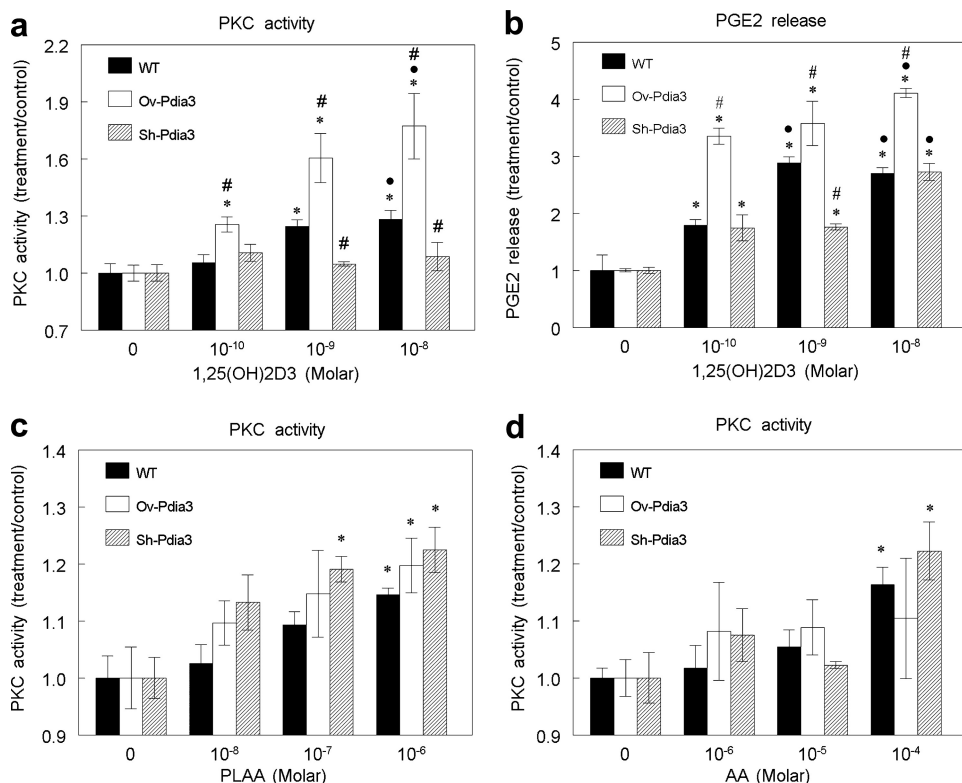 a
PKC activity
PKC activity (treatment/control)
2.2
1.9
1.6
1.3
1.0
0.7
WT
Ov-Pdia3
Sh-Pdia3
#
#
#
#
#
*
*
*
*
*
●
●
0 10⁻¹⁰ 10⁻⁹ 10⁻⁸
1,25(OH)2D3 (Molar)
b
PGE2 release
PGE2 release (treatment/control)
5
4
3
2
1
0
WT
Ov-Pdia3
Sh-Pdia3
#
#
#
#
*
*
*
*
*
*
*
*
*
●
●
●
●
0 10⁻¹⁰ 10⁻⁹ 10⁻⁸
1,25(OH)2D3 (Molar)
c
PKC activity
PKC activity (treatment/control)
1.4
1.3
1.2
1.1
1.0
0.9
WT
Ov-Pdia3
Sh-Pdia3
* * * *
0 10⁻⁸ 10⁻⁷ 10⁻⁶
PLAA (Molar)
d
PKC activity
PKC activity (treatment/control)
1.4
1.3
1.2
1.1
1.0
0.9
WT
Ov-Pdia3
Sh-Pdia3
* *
0 10⁻⁶ 10⁻⁵ 10⁻⁴
AA (Molar)